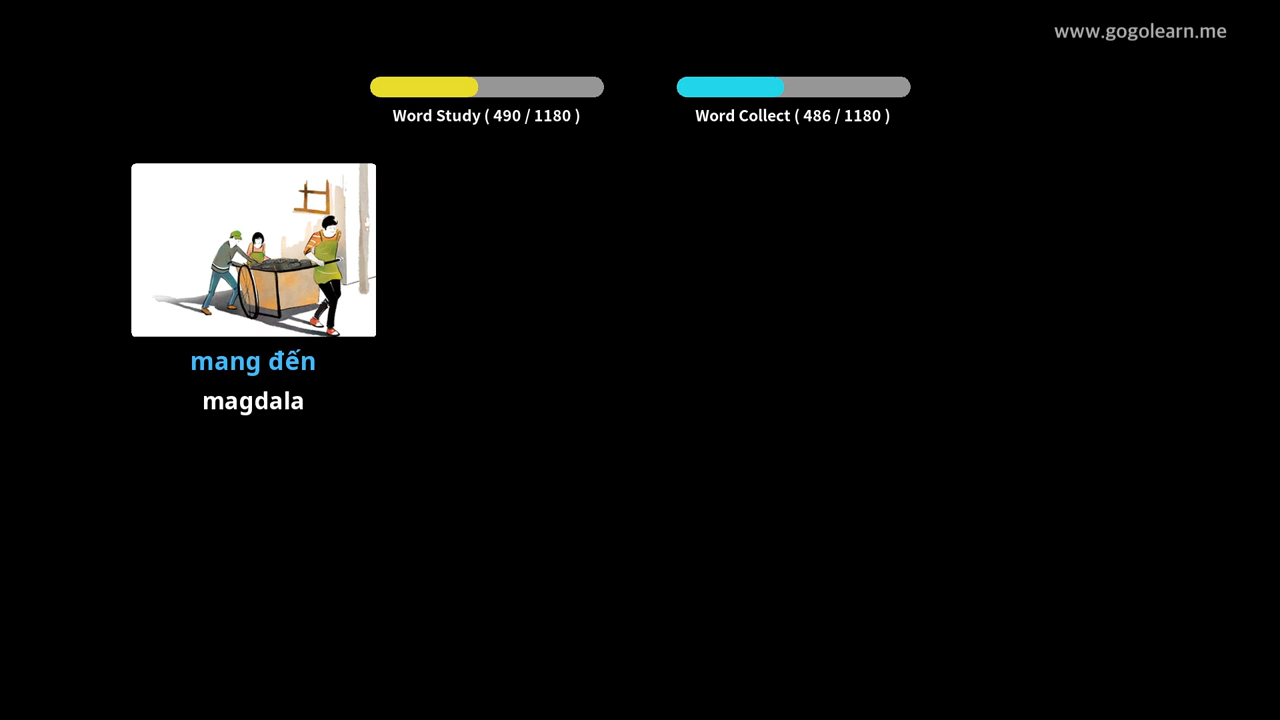 www.gogolearn.me
Word Study ( 490 / 1180 )
Word Collect ( 486 / 1180 )
mang đến
magdala